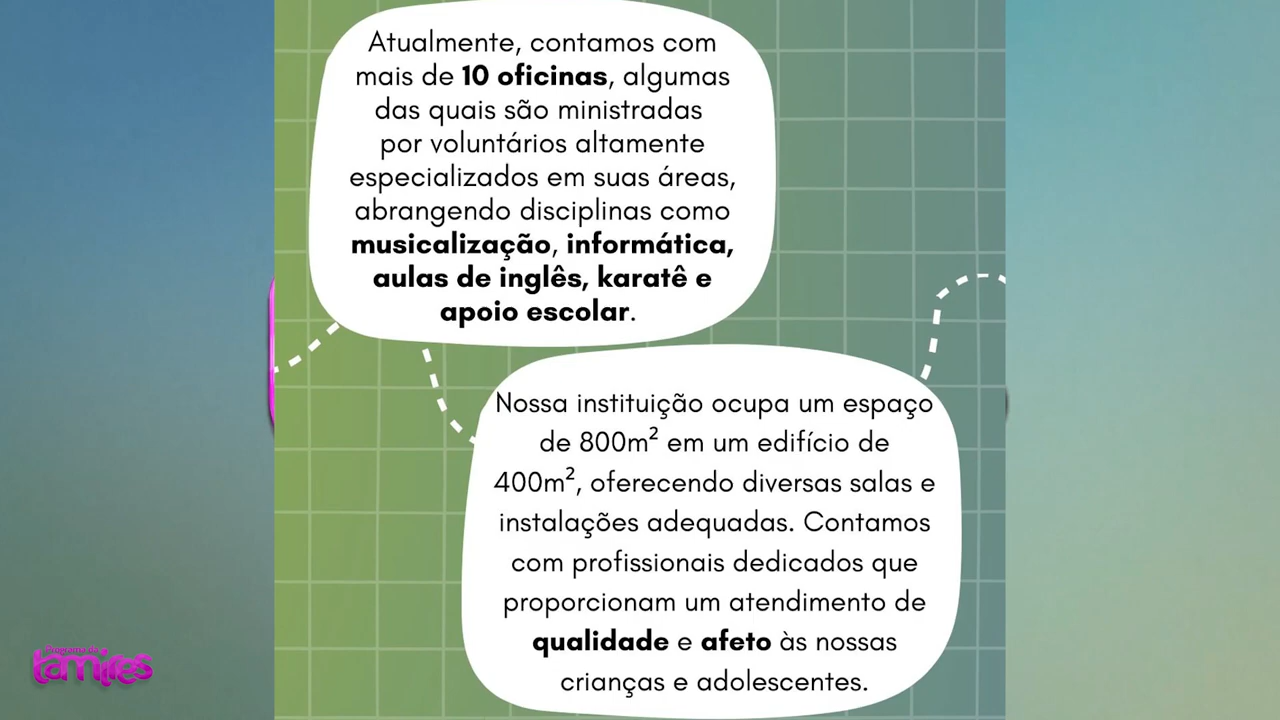 Atualmente, contamos com
mais de 10 oficinas, algumas
das quais são ministradas
por voluntários altamente
especializados em suas áreas,
abrangendo disciplinas como
musicalização, informática,
aulas de inglês, karatê e
apoio escolar.
Nossa instituição ocupa um espaço
de 800m² em um edifício de
400m², oferecendo diversas salas e
instalações adequadas. Contamos
com profissionais dedicados que
proporcionam um atendimento de
qualidade e afeto às nossas
crianças e adolescentes.
Programa da
tamires